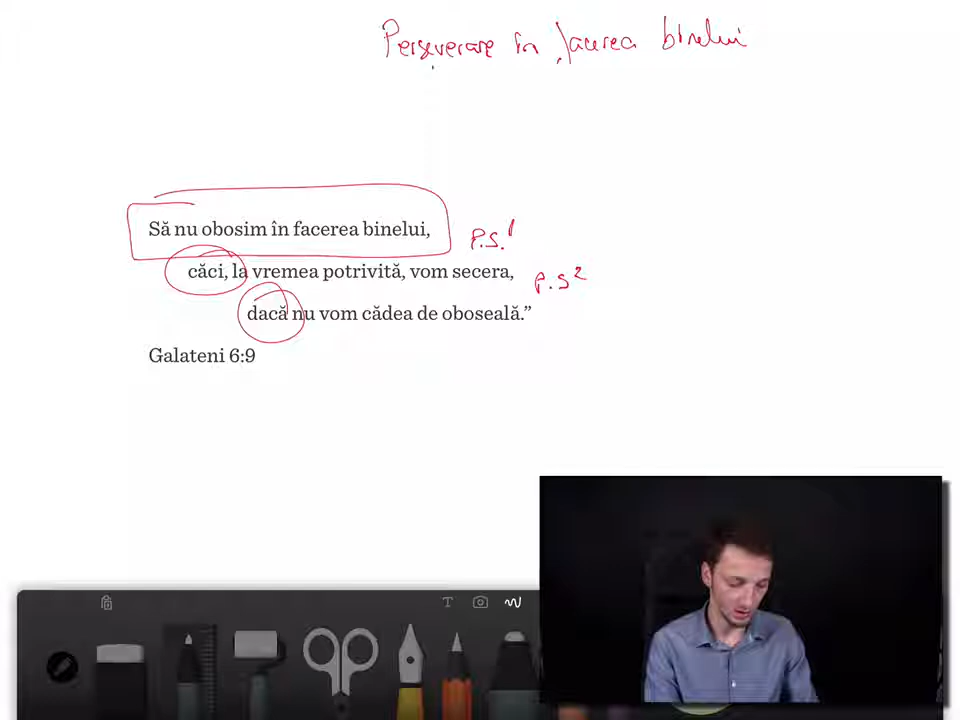 Perseverare în facerea binelui
Să nu obosim în facerea binelui,
P.S.1
căci, la vremea potrivită, vom secera,
P.S2
dacă nu vom cădea de oboseală.”
Galateni 6:9
T